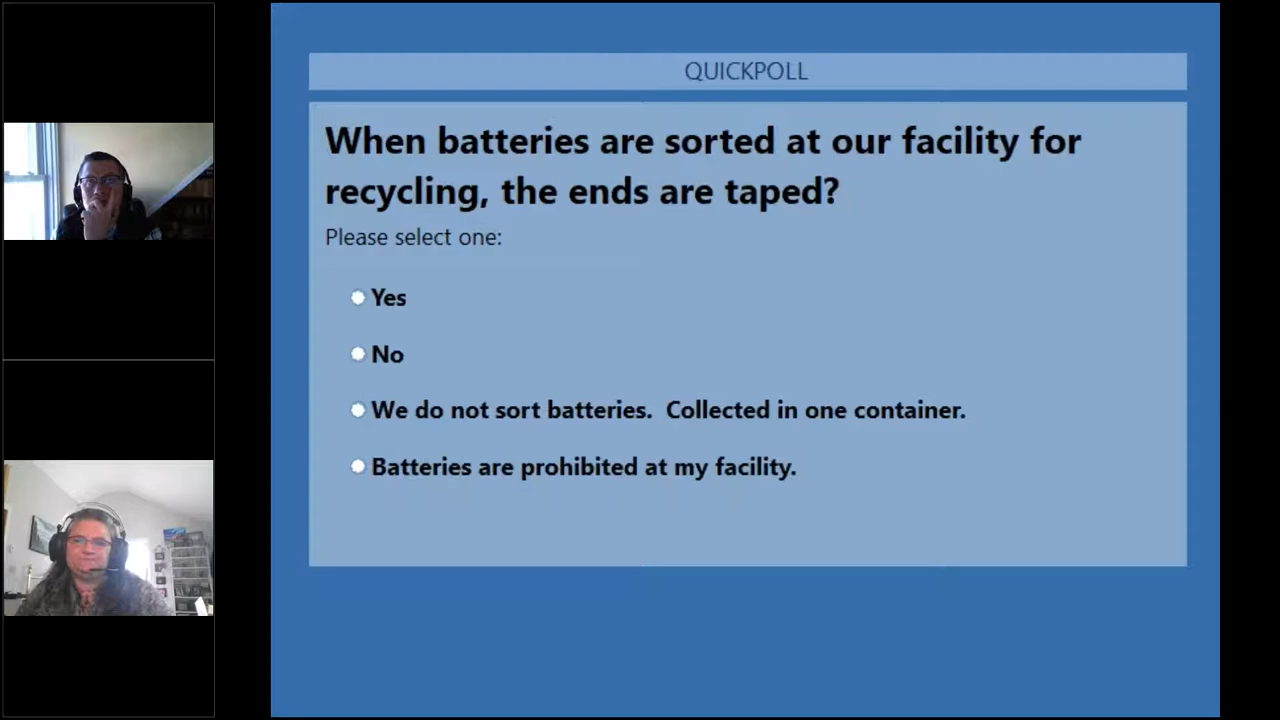 QUICKPOLL
When batteries are sorted at our facility for
recycling, the ends are taped?
Please select one:
Yes
No
We do not sort batteries.  Collected in one container.
Batteries are prohibited at my facility.